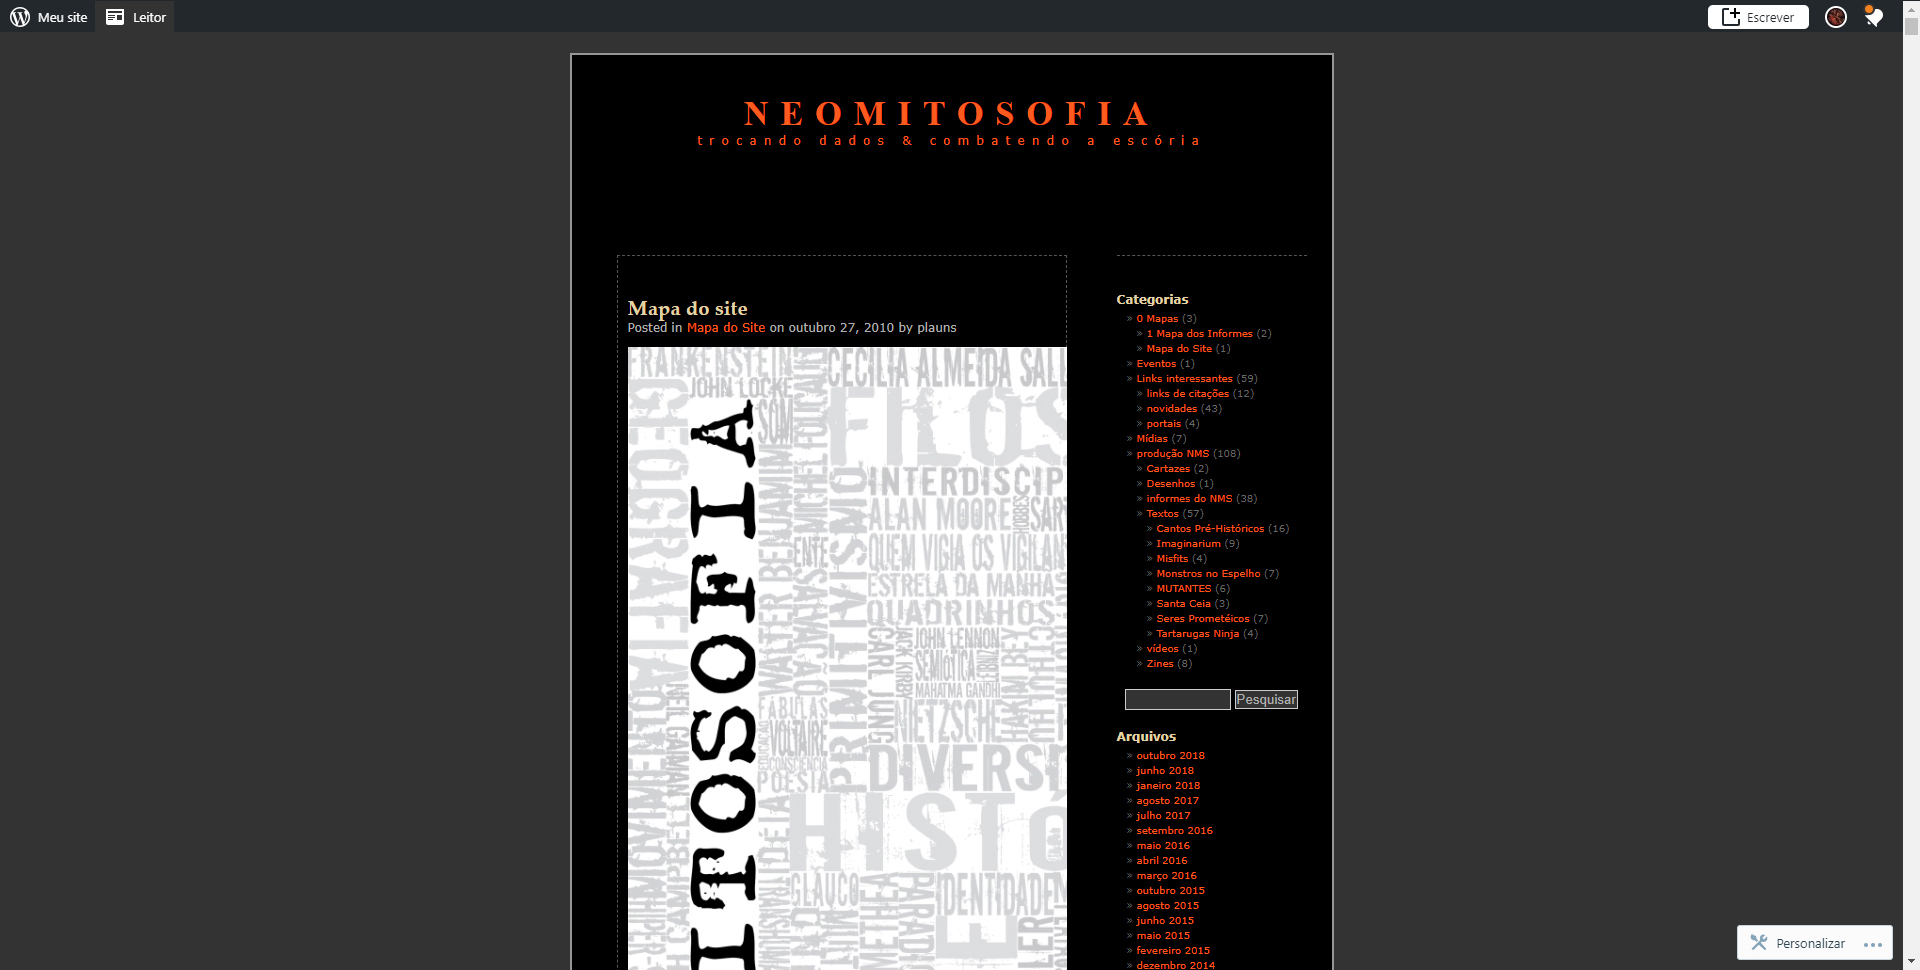 Meu site
Leitor
Escrever
NEOMITOSOFIA
trocando dados & combatendo a escória
Mapa do site
Posted in Mapa do Site on outubro 27, 2010 by plauns
FRANKENSTEIN
CECILIA ALMEIDA SALL
JOHN LOCKE
SOM
FILOS
INTERDISCIP
ALAN MOORE
HOBBES
SAR
QUEM VIGIA OS VIGILAN
ENTE
ESTRELA DA MANHÃ
QUADRINHOS
PRIMITIVISMO
WALTER BENJAMIN
SALVAÇÃO
CARL JUNG
JACK KIRBY
JOHN LENNON
SEMIÓTICA
MAHATMA GANDHI
HAKIM BEY
FÁBULAS
VOLTAIRE
EDUCAÇÃO
CONSCIÊNCIA
POESIA
NIETZSCHE
DIVERSI
HISTÓ
GLAUCO
IDENTIDADE
ITOSOFIA
Categorias
» 0 Mapas (3)
» 1 Mapa dos Informes (2)
» Mapa do Site (1)
» Eventos (1)
» Links interessantes (59)
» links de citações (12)
» novidades (43)
» portais (4)
» Mídias (7)
» produção NMS (108)
» Cartazes (2)
» Desenhos (1)
» informes do NMS (38)
» Textos (57)
» Cantos Pré-Históricos (16)
» Imaginarium (9)
» Misfits (4)
» Monstros no Espelho (7)
» MUTANTES (6)
» Santa Ceia (3)
» Seres Prometéicos (7)
» Tartarugas Ninja (4)
» vídeos (1)
» Zines (8)
Pesquisar
Arquivos
» outubro 2018
» junho 2018
» janeiro 2018
» agosto 2017
» julho 2017
» setembro 2016
» maio 2016
» abril 2016
» março 2016
» outubro 2015
» agosto 2015
» junho 2015
» maio 2015
» fevereiro 2015
» dezembro 2014
Personalizar